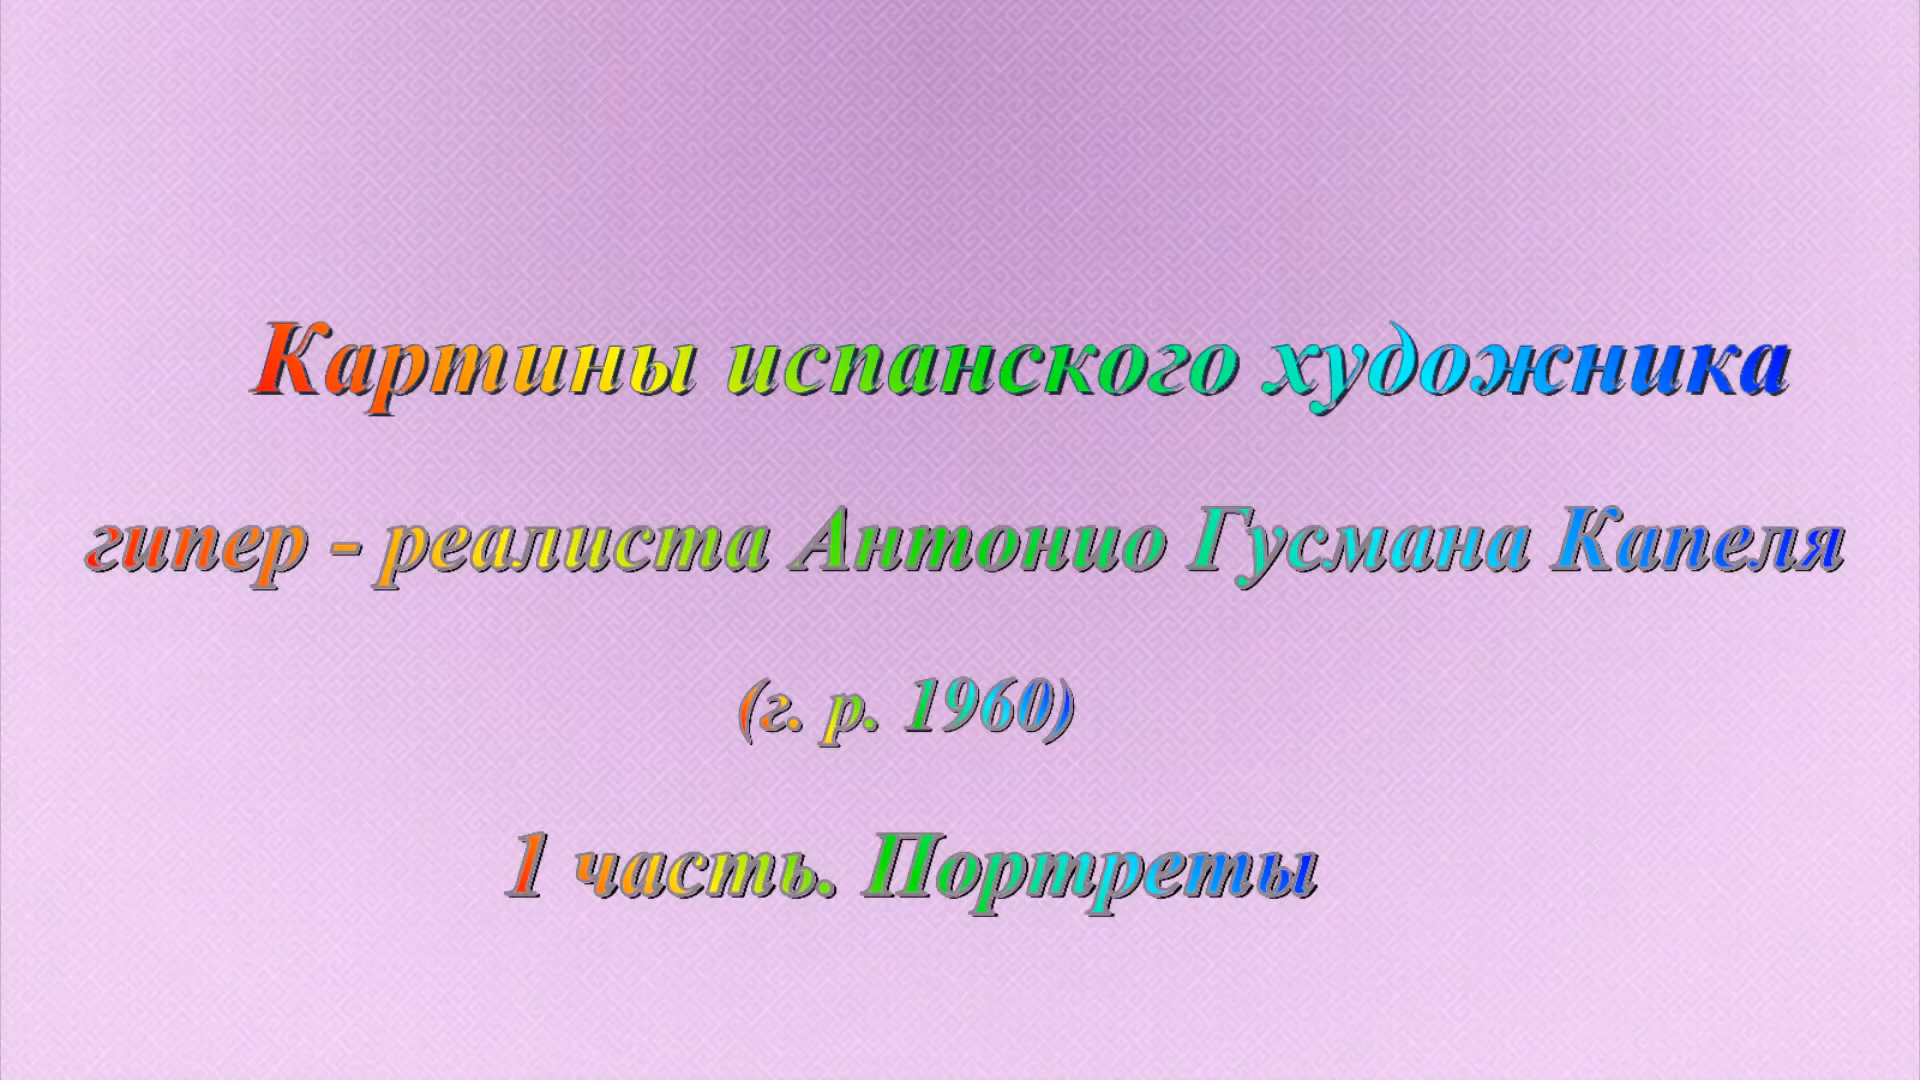 Картины испанского художника
гипер - реалиста Антонио Гусмана Капеля
(г. р. 1960)
1 часть. Портреты